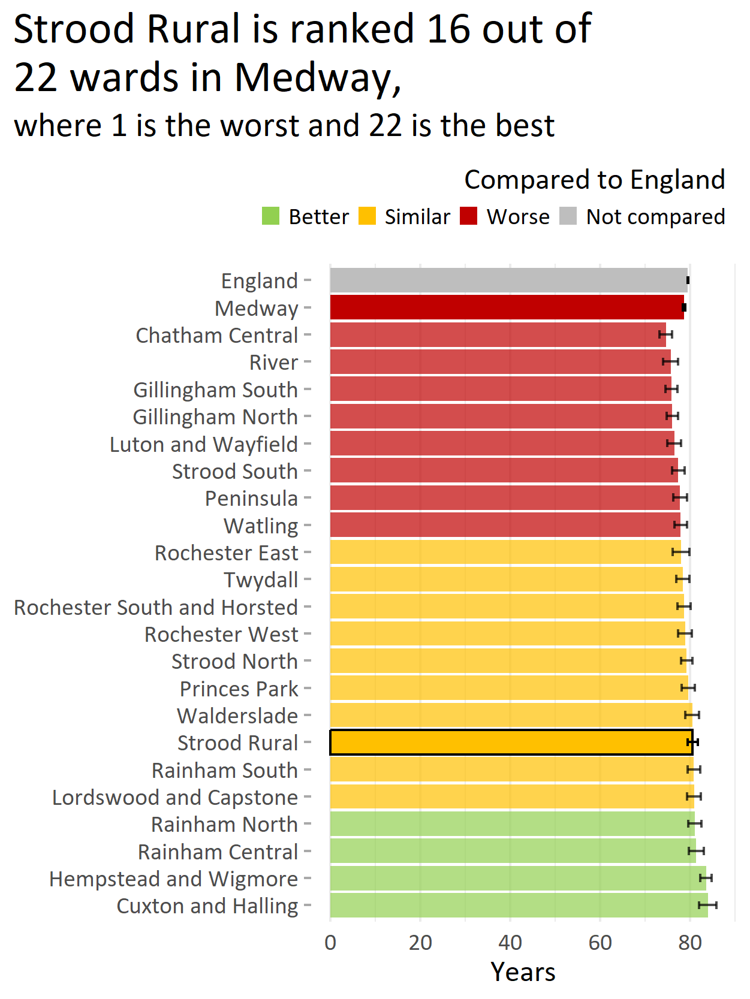 Strood Rural is ranked 16 out of
22 wards in Medway,
where 1 is the worst and 22 is the best
Compared to England
Better Similar Worse Not compared
England
Medway
Chatham Central
River
Gillingham South
Gillingham North
Luton and Wayfield
Strood South
Peninsula
Watling
Rochester East
Twydall
Rochester South and Horsted
Rochester West
Strood North
Princes Park
Walderslade
Strood Rural
Rainham South
Lordswood and Capstone
Rainham North
Rainham Central
Hempstead and Wigmore
Cuxton and Halling
0 20 40 60 80
Years